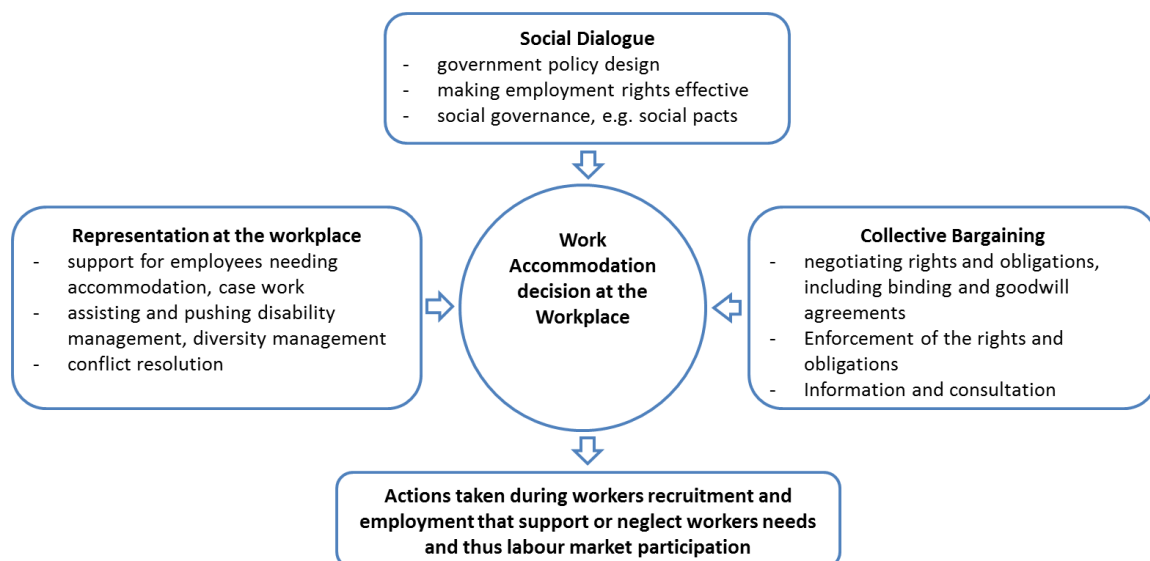 Social Dialogue
- government policy design
- making employment rights effective
- social governance, e.g. social pacts
Representation at the workplace
- support for employees needing
accommodation, case work
- assisting and pushing disability
management, diversity management
- conflict resolution
Work
Accommodation
decision at the
Workplace
Collective Bargaining
- negotiating rights and obligations,
including binding and goodwill
agreements
- Enforcement of the rights and
obligations
- Information and consultation
Actions taken during workers recruitment and
employment that support or neglect workers needs
and thus labour market participation